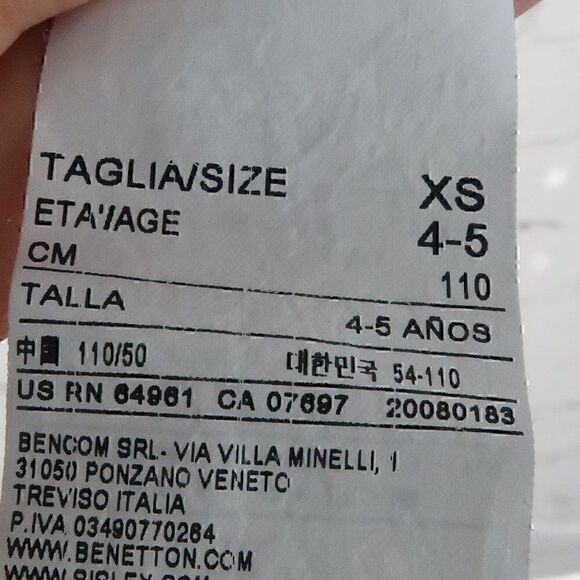 TAGLIA/SIZE XS
ETA'/AGE 4-5
CM 110
TALLA 4-5 AÑOS
中國 110/50 대한민국 54-110
US RN 64961 CA 07697 20080183
BENCOM SRL- VIA VILLA MINELLI, 1
31050 PONZANO VENETO
TREVISO ITALIA
P.IVA 03490770264
WWW.BENETTON.COM